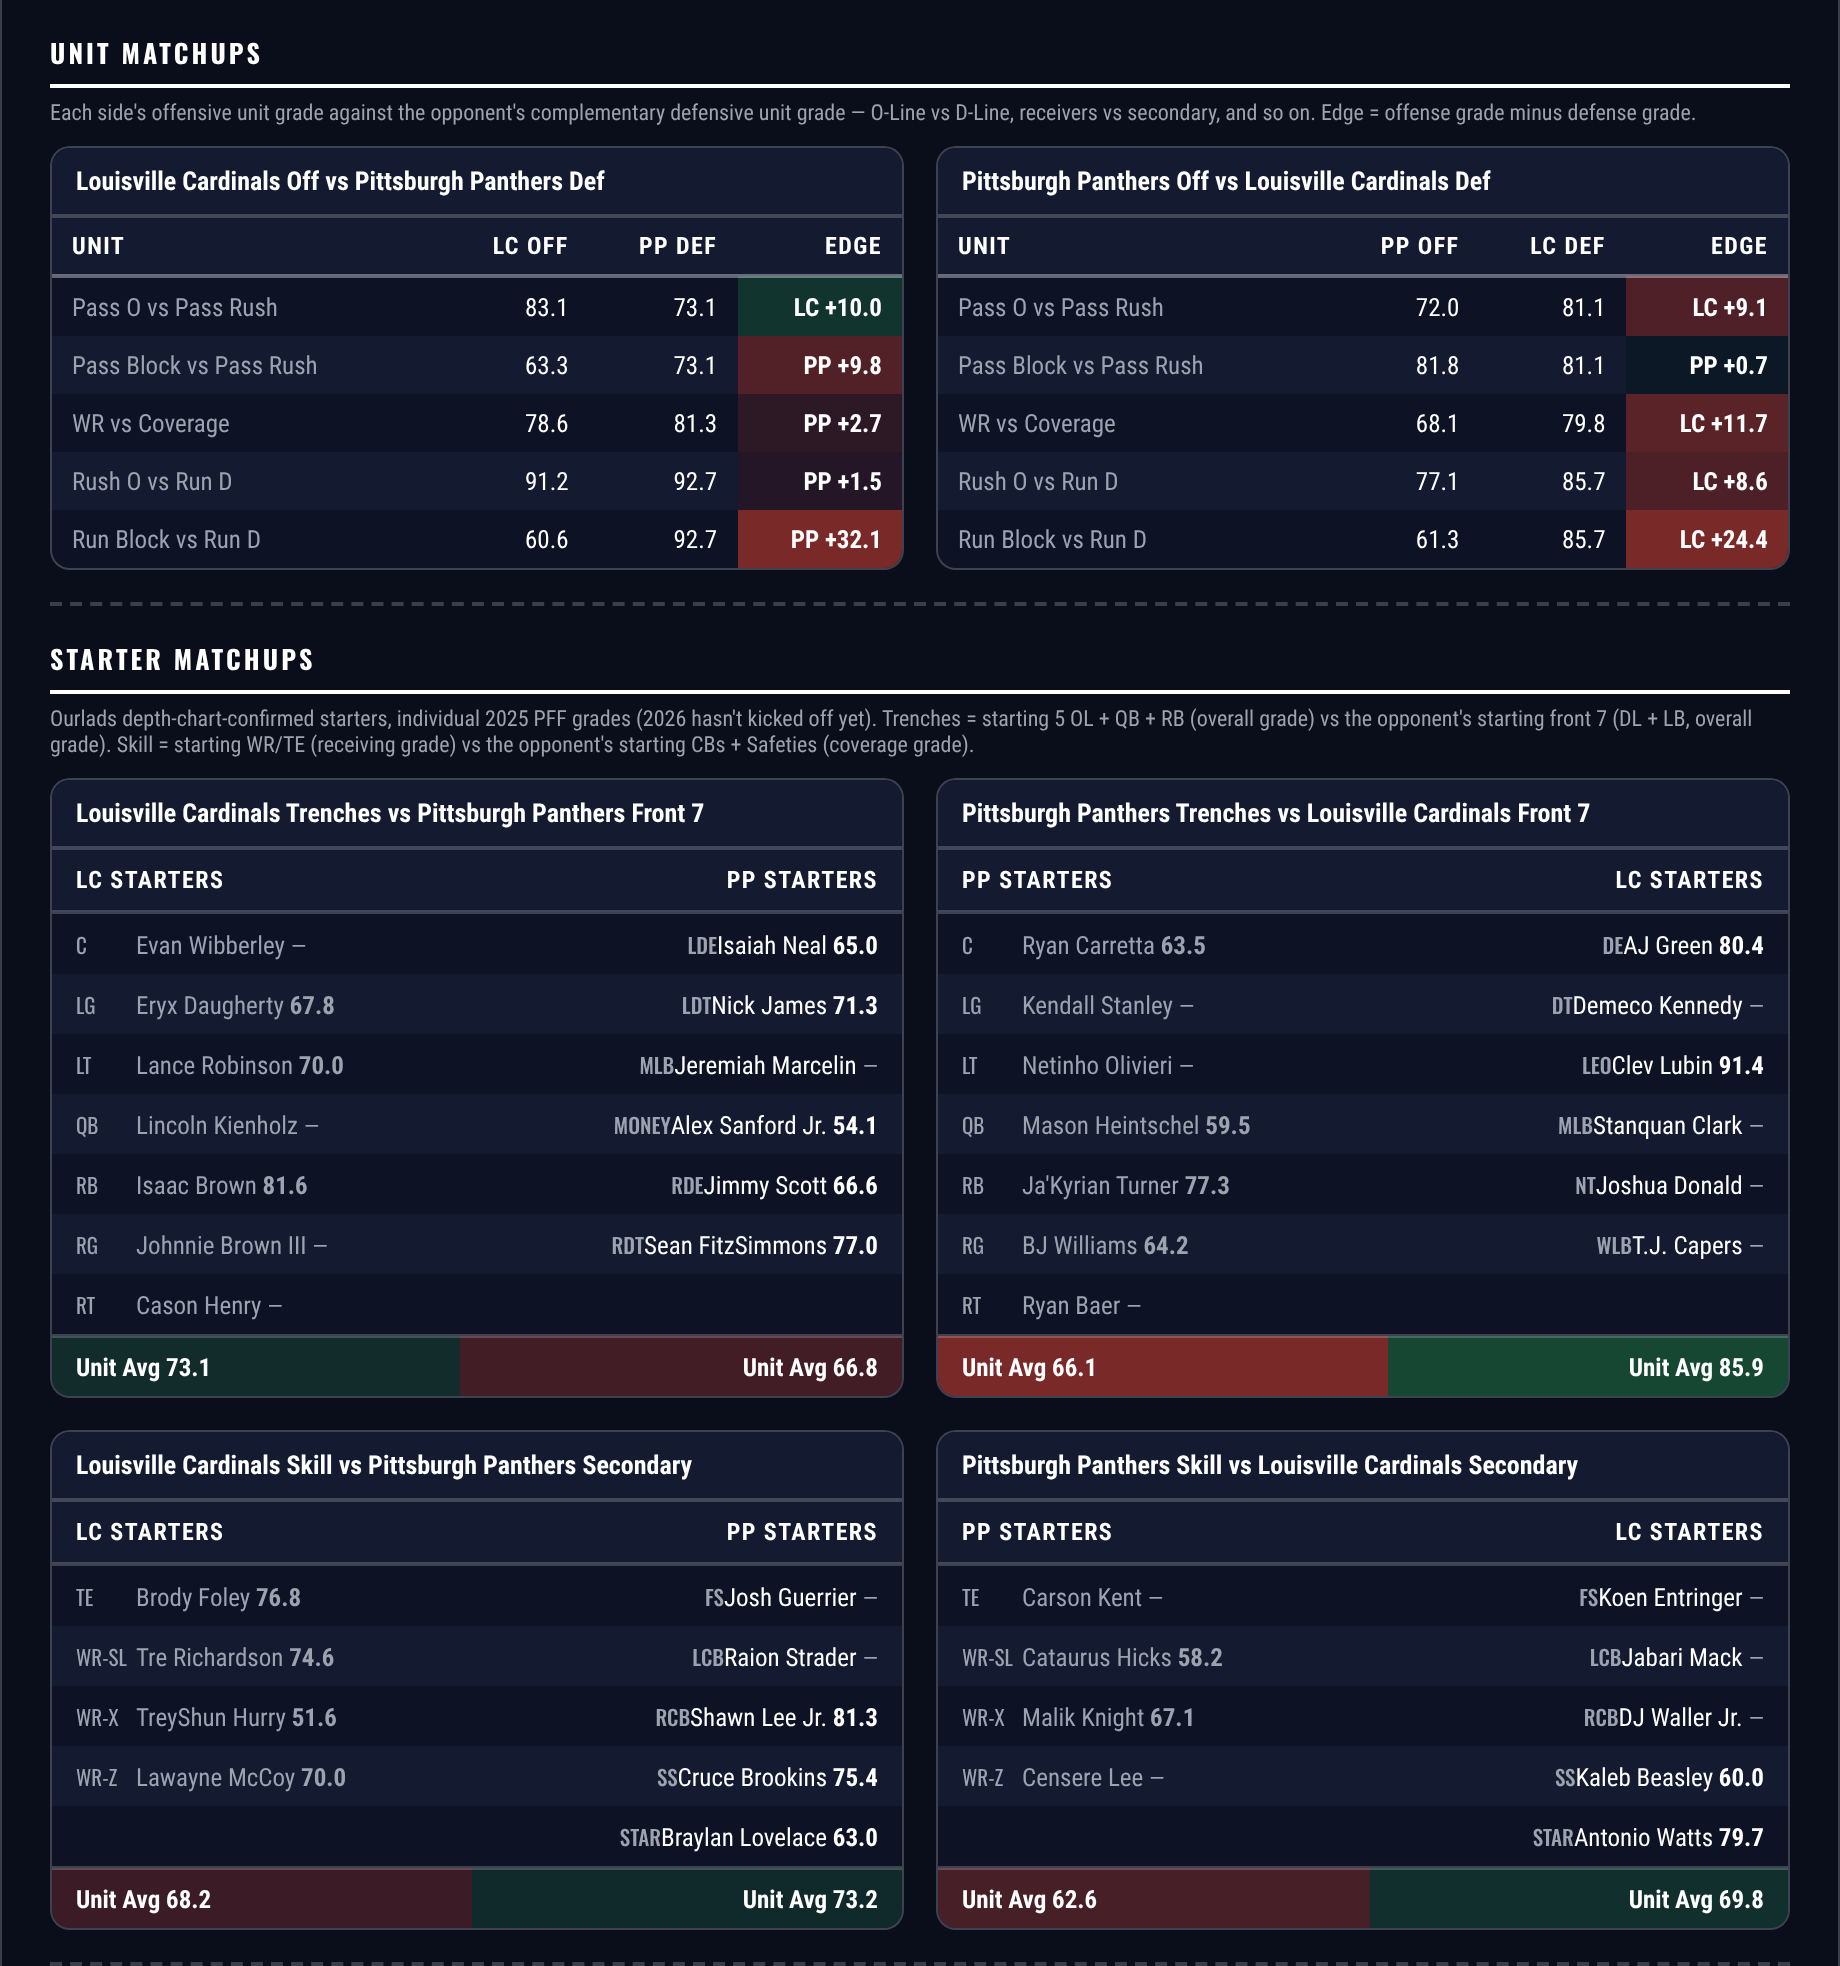 UNIT MATCHUPS
Each side's offensive unit grade against the opponent's complementary defensive unit grade — O-Line vs D-Line, receivers vs secondary, and so on. Edge = offense grade minus defense grade.
Louisville Cardinals Off vs Pittsburgh Panthers Def
UNIT LC OFF PP DEF EDGE
Pass O vs Pass Rush 83.1 73.1 LC +10.0
Pass Block vs Pass Rush 63.3 73.1 PP +9.8
WR vs Coverage 78.6 81.3 PP +2.7
Rush O vs Run D 91.2 92.7 PP +1.5
Run Block vs Run D 60.6 92.7 PP +32.1
Pittsburgh Panthers Off vs Louisville Cardinals Def
UNIT PP OFF LC DEF EDGE
Pass O vs Pass Rush 72.0 81.1 LC +9.1
Pass Block vs Pass Rush 81.8 81.1 PP +0.7
WR vs Coverage 68.1 79.8 LC +11.7
Rush O vs Run D 77.1 85.7 LC +8.6
Run Block vs Run D 61.3 85.7 LC +24.4
STARTER MATCHUPS
Ourlads depth-chart-confirmed starters, individual 2025 PFF grades (2026 hasn't kicked off yet). Trenches = starting 5 OL + QB + RB (overall grade) vs the opponent's starting front 7 (DL + LB, overall
grade). Skill = starting WR/TE (receiving grade) vs the opponent's starting CBs + Safeties (coverage grade).
Louisville Cardinals Trenches vs Pittsburgh Panthers Front 7
LC STARTERS PP STARTERS
C Evan Wibberley — LDEIsaiah Neal 65.0
LG Eryx Daugherty 67.8 LDTNick James 71.3
LT Lance Robinson 70.0 MLBJeremiah Marcelin —
QB Lincoln Kienholz — MONEYAlex Sanford Jr. 54.1
RB Isaac Brown 81.6 RDEJimmy Scott 66.6
RG Johnnie Brown III — RDTSean FitzSimmons 77.0
RT Cason Henry —
Unit Avg 73.1 Unit Avg 66.8
Pittsburgh Panthers Trenches vs Louisville Cardinals Front 7
PP STARTERS LC STARTERS
C Ryan Carretta 63.5 DEAJ Green 80.4
LG Kendall Stanley — DTDemeco Kennedy —
LT Netinho Olivieri — LEOClev Lubin 91.4
QB Mason Heintschel 59.5 MLBStanquan Clark —
RB Ja'Kyrian Turner 77.3 NTJoshua Donald —
RG BJ Williams 64.2 WLBT.J. Capers —
RT Ryan Baer —
Unit Avg 66.1 Unit Avg 85.9
Louisville Cardinals Skill vs Pittsburgh Panthers Secondary
LC STARTERS PP STARTERS
TE Brody Foley 76.8 FSJosh Guerrier —
WR-SL Tre Richardson 74.6 LCBRaion Strader —
WR-X TreyShun Hurry 51.6 RCBShawn Lee Jr. 81.3
WR-Z Lawayne McCoy 70.0 SSCruce Brookins 75.4
STARBraylan Lovelace 63.0
Unit Avg 68.2 Unit Avg 73.2
Pittsburgh Panthers Skill vs Louisville Cardinals Secondary
PP STARTERS LC STARTERS
TE Carson Kent — FSKoen Entringer —
WR-SL Cataurus Hicks 58.2 LCBJabari Mack —
WR-X Malik Knight 67.1 RCBDJ Waller Jr. —
WR-Z Censere Lee — SSKaleb Beasley 60.0
STARAntonio Watts 79.7
Unit Avg 62.6 Unit Avg 69.8